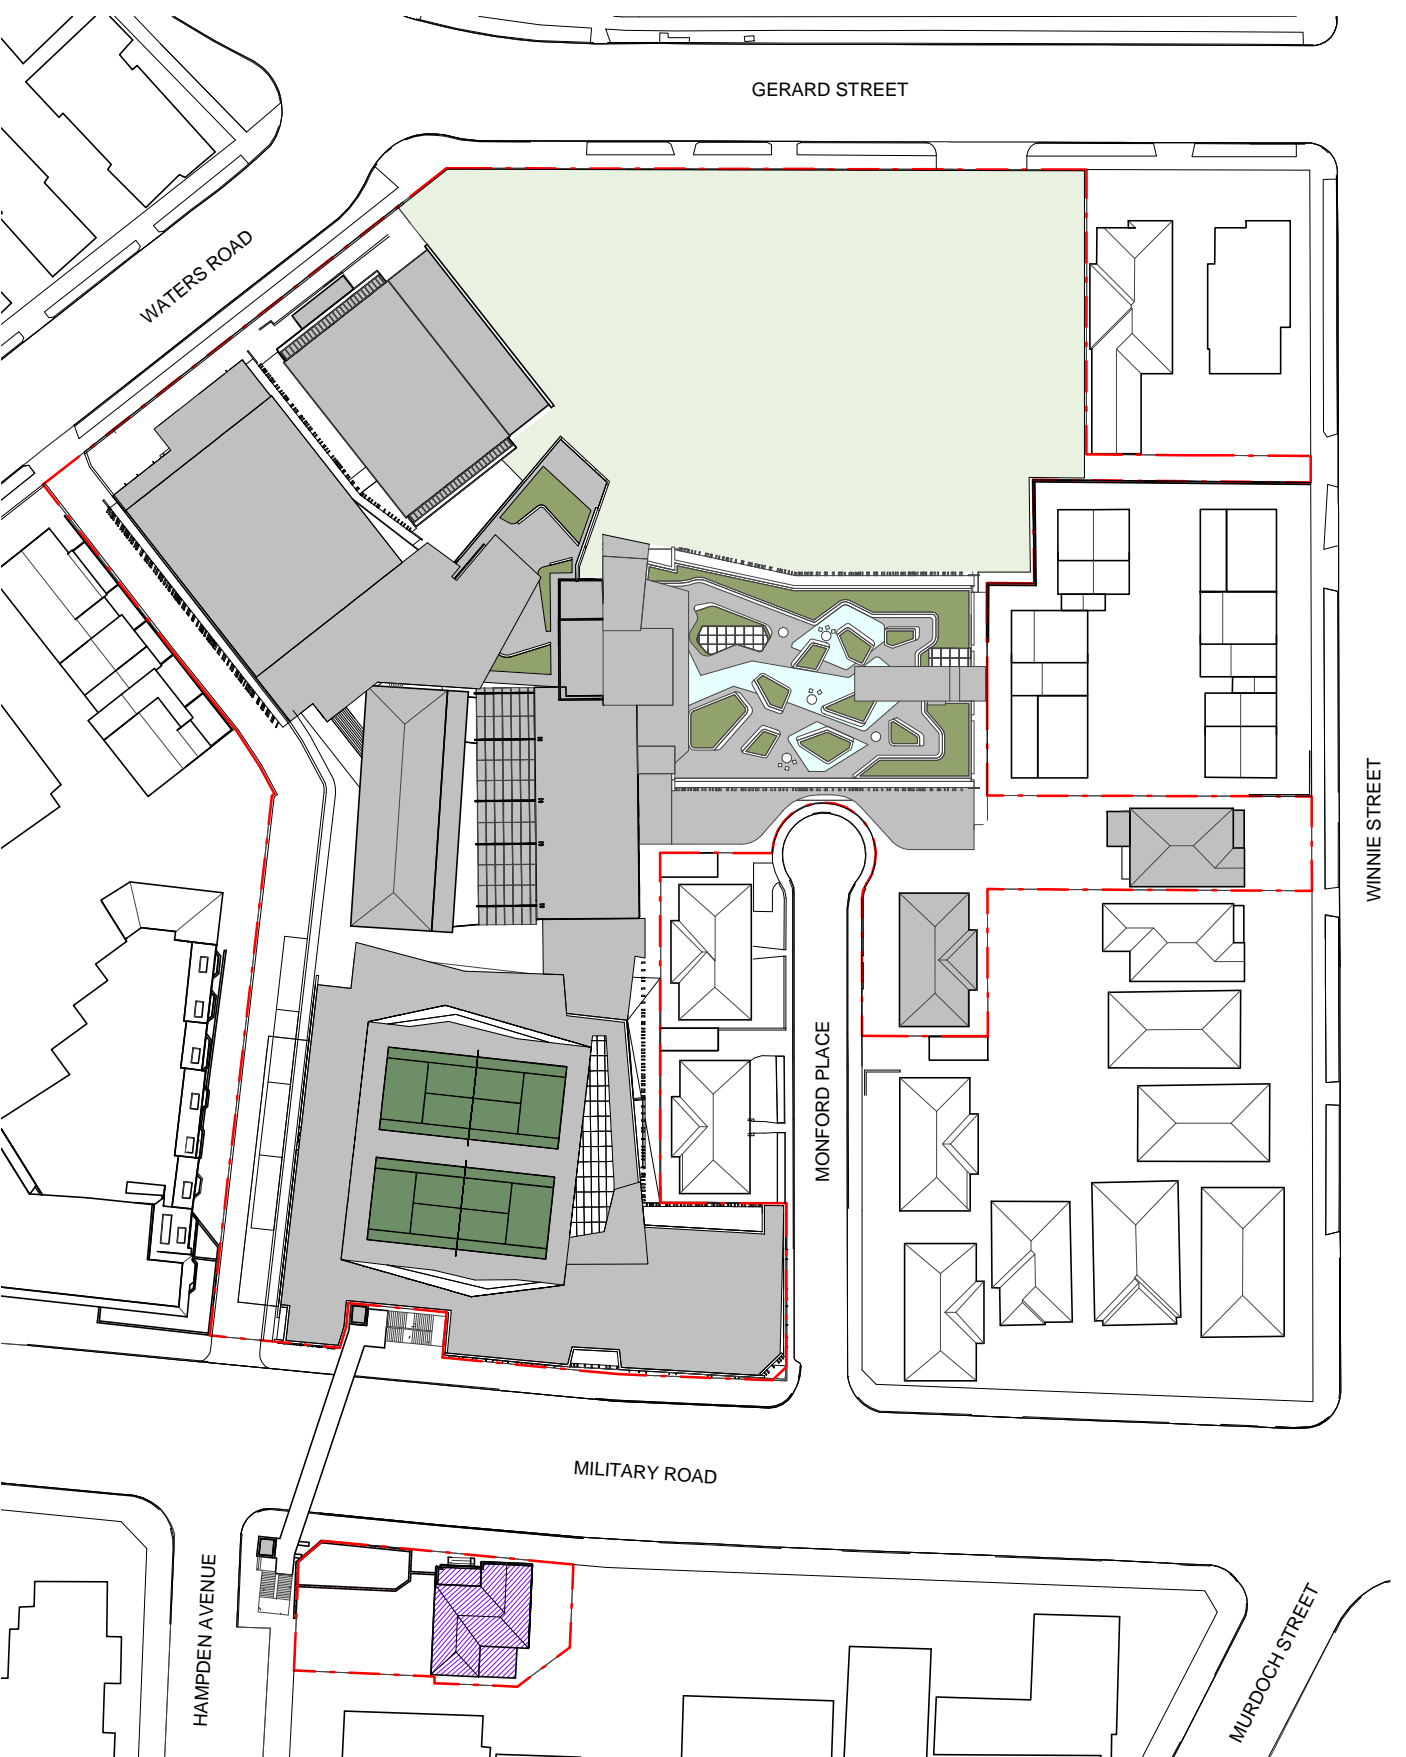 GERARD STREET
WATERS ROAD
WINNIE STREET
MONFORD PLACE
MILITARY ROAD
HAMPDEN AVENUE
MURDOCH STREET